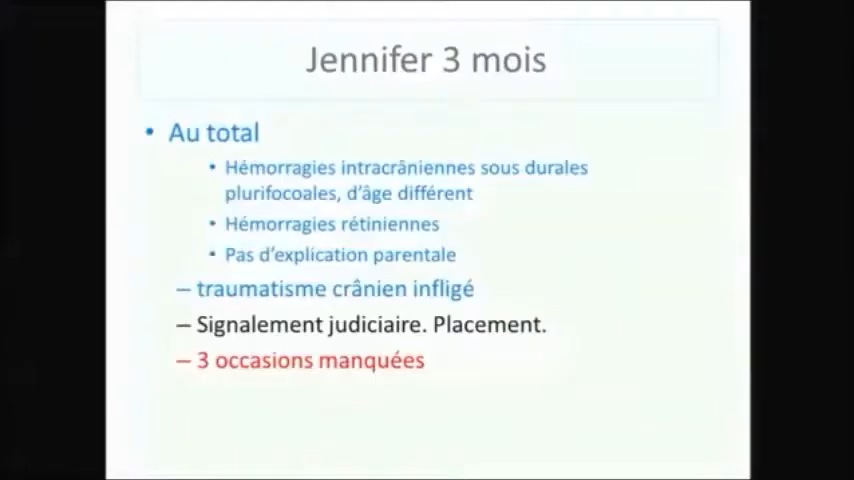 Jennifer 3 mois
• Au total
• Hémorragies intracrâniennes sous durales
plurifocoales, d'âge différent
• Hémorragies rétiniennes
• Pas d'explication parentale
– traumatisme crânien infligé
– Signalement judiciaire. Placement.
– 3 occasions manquées